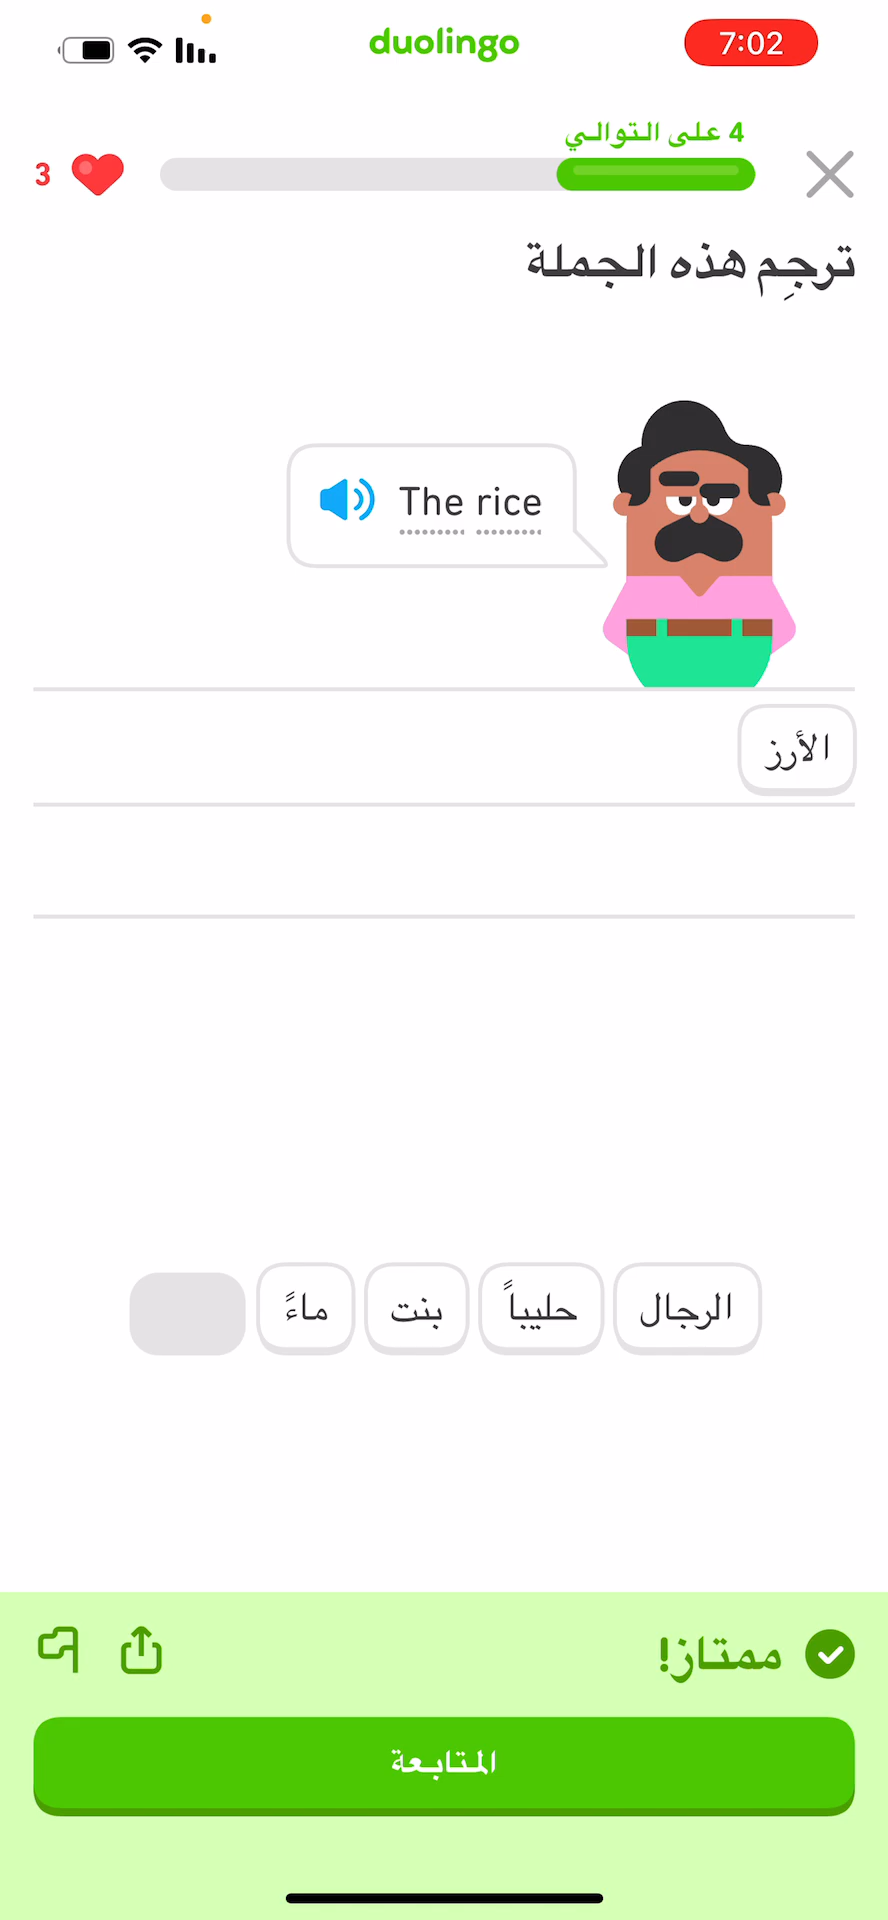 duolingo
7:02
4 على التوالي
3
ترجِم هذه الجملة
The rice
الأرز
الرجال
حليباً
بنت
ماءً
ممتاز!
المتابعة